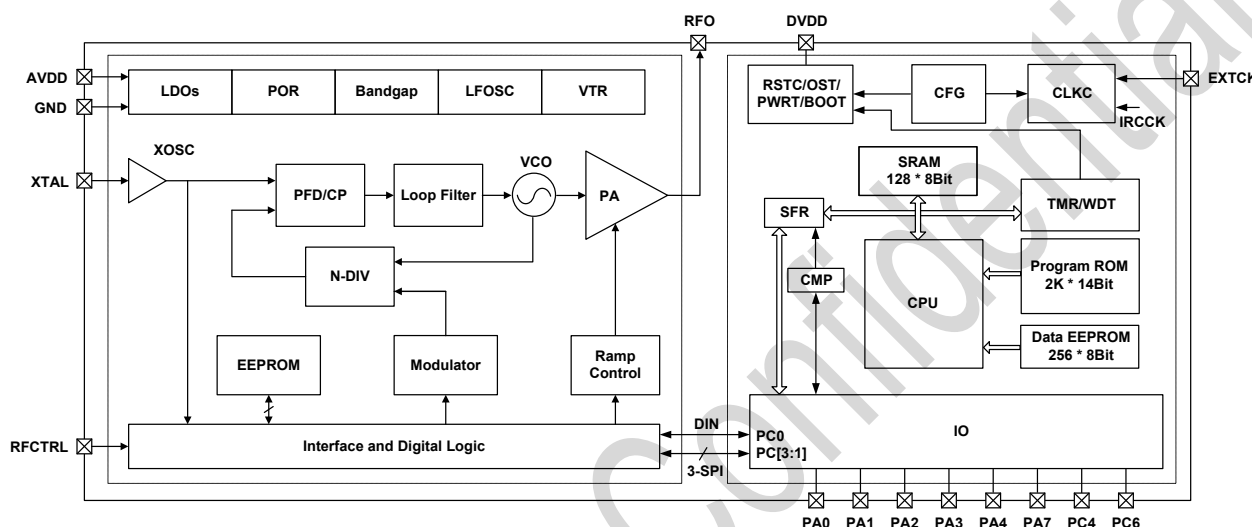 RFO
DVDD
AVDD
GND
LDOs
POR
Bandgap
LFOSC
VTR
RSTC/OST/
PWRT/BOOT
CFG
CLKC
EXTCK
IRCCK
XOSC
XTAL
PFD/CP
Loop Filter
VCO
PA
SRAM
128 * 8Bit
SFR
TMR/WDT
N-DIV
CMP
CPU
Program ROM
2K * 14Bit
EEPROM
Modulator
Ramp
Control
Data EEPROM
256 * 8Bit
RFCTRL
Interface and Digital Logic
DIN
3-SPI
PC0
PC[3:1]
IO
PA0
PA1
PA2
PA3
PA4
PA7
PC4
PC6
Confidential